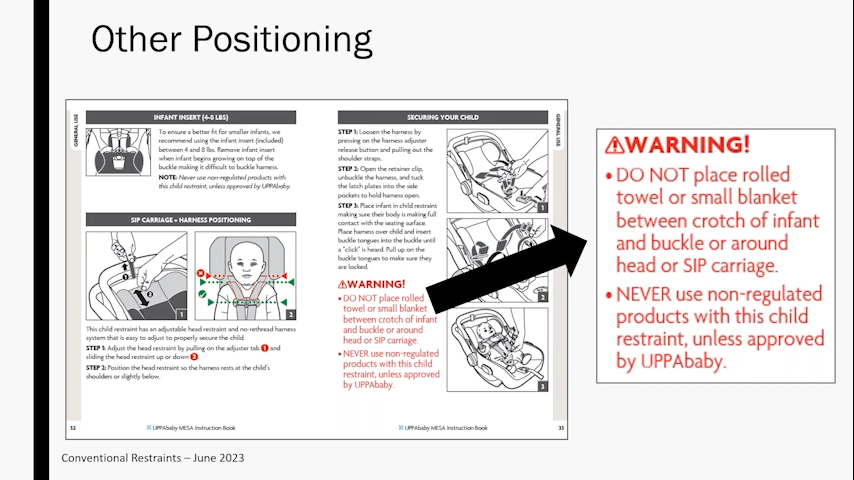 Other Positioning
GENERAL USE
INFANT INSERT (4-8 LBS)
To ensure a better fit for smaller infants, we
recommend using the infant insert (included)
between 4 and 8 lbs. Remove infant insert
when infant begins growing on top of the
buckle making it difficult to buckle harness.
NOTE: Never use non-regulated products with
this child restraint, unless approved by UPPAbaby.
SIP CARRIAGE + HARNESS POSITIONING
1
2
This child restraint has an adjustable head restraint and no-rethread harness
system that is easy to adjust to properly secure the child.
STEP 1: Adjust the head restraint by pulling on the adjuster tab 1 and
sliding the head restraint up or down 2.
STEP 2: Position the head restraint so the harness rests at the child's
shoulders or slightly below.
32
UPPAbaby MESA Instruction Book
SECURING YOUR CHILD
GENERAL USE
STEP 1: Loosen the harness by
pressing on the harness adjuster
release button and pulling out the
shoulder straps.
STEP 2: Open the retainer clip,
unbuckle the harness, and tuck
the latch plates into the side
pockets to hold harness open.
STEP 3: Place infant in child restraint
making sure their body is making full
contact with the seating surface.
Place harness over child and insert
buckle tongues into the buckle until
a "click" is heard. Pull up on the
buckle tongues to make sure they
are locked.
WARNING!
• DO NOT place rolled
towel or small blanket
between crotch of infant
and buckle or around
head or SIP carriage.
• NEVER use non-regulated
products with this child
restraint, unless approved
by UPPAbaby.
1
2
3
UPPAbaby MESA Instruction Book
33
WARNING!
• DO NOT place rolled
towel or small blanket
between crotch of infant
and buckle or around
head or SIP carriage.
• NEVER use non-regulated
products with this child
restraint, unless approved
by UPPAbaby.
Conventional Restraints – June 2023